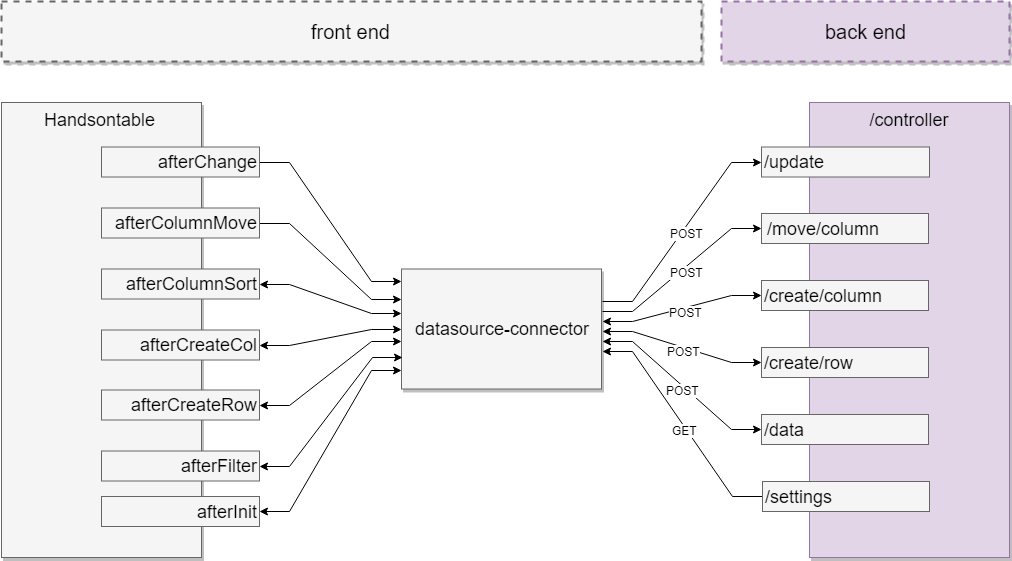 front end
back end
Handsontable
afterChange
afterColumnMove
afterColumnSort
afterCreateCol
afterCreateRow
afterFilter
afterInit
datasource-connector
POST
POST
POST
POST
POST
GET
/controller
/update
/move/column
/create/column
/create/row
/data
/settings